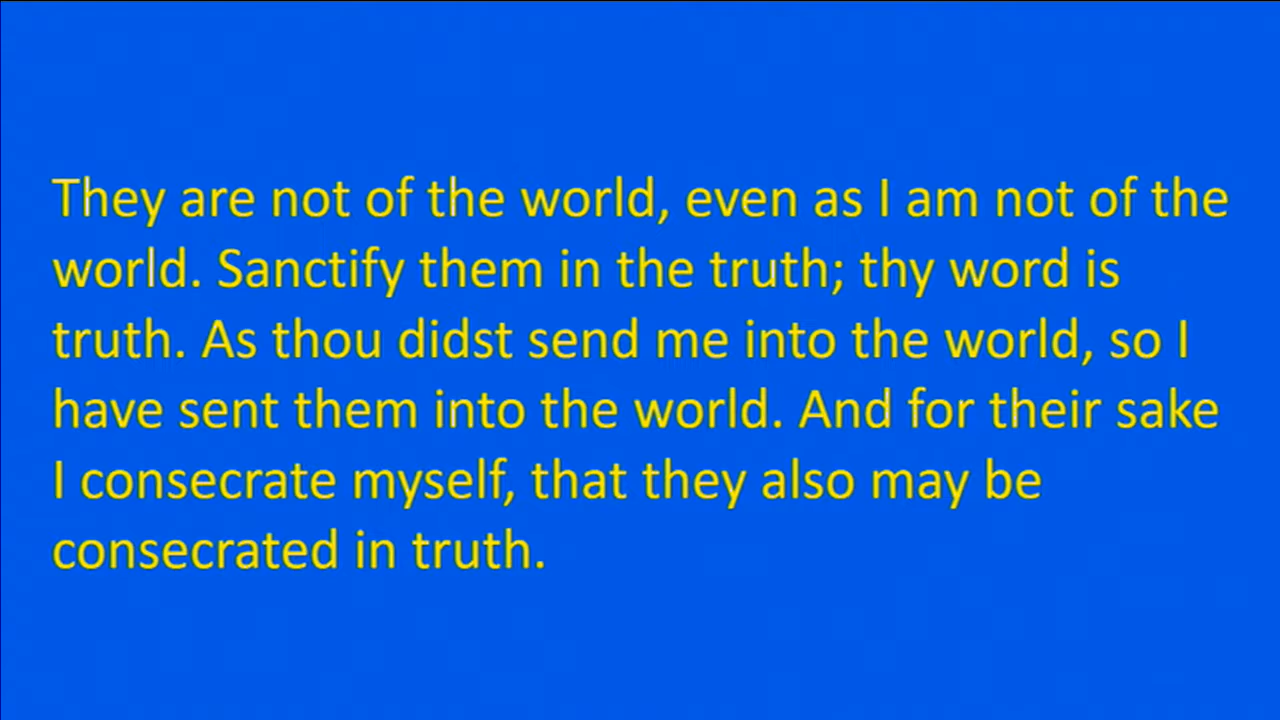 They are not of the world, even as I am not of the
world. Sanctify them in the truth; thy word is
truth. As thou didst send me into the world, so I
have sent them into the world. And for their sake
I consecrate myself, that they also may be
consecrated in truth.